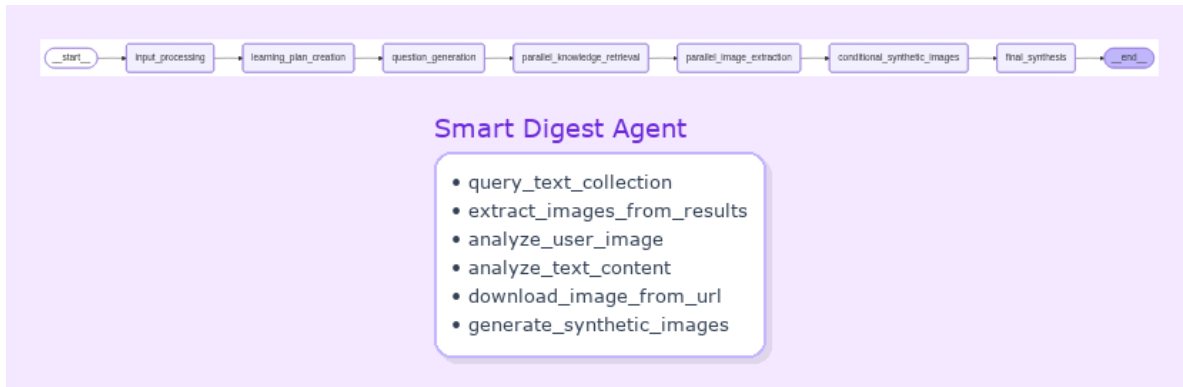 __start__ input_processing learning_plan_creation question_generation parallel_knowledge_retrieval parallel_image_extraction conditional_synthetic_images final_synthesis __end__
Smart Digest Agent
• query_text_collection
• extract_images_from_results
• analyze_user_image
• analyze_text_content
• download_image_from_url
• generate_synthetic_images